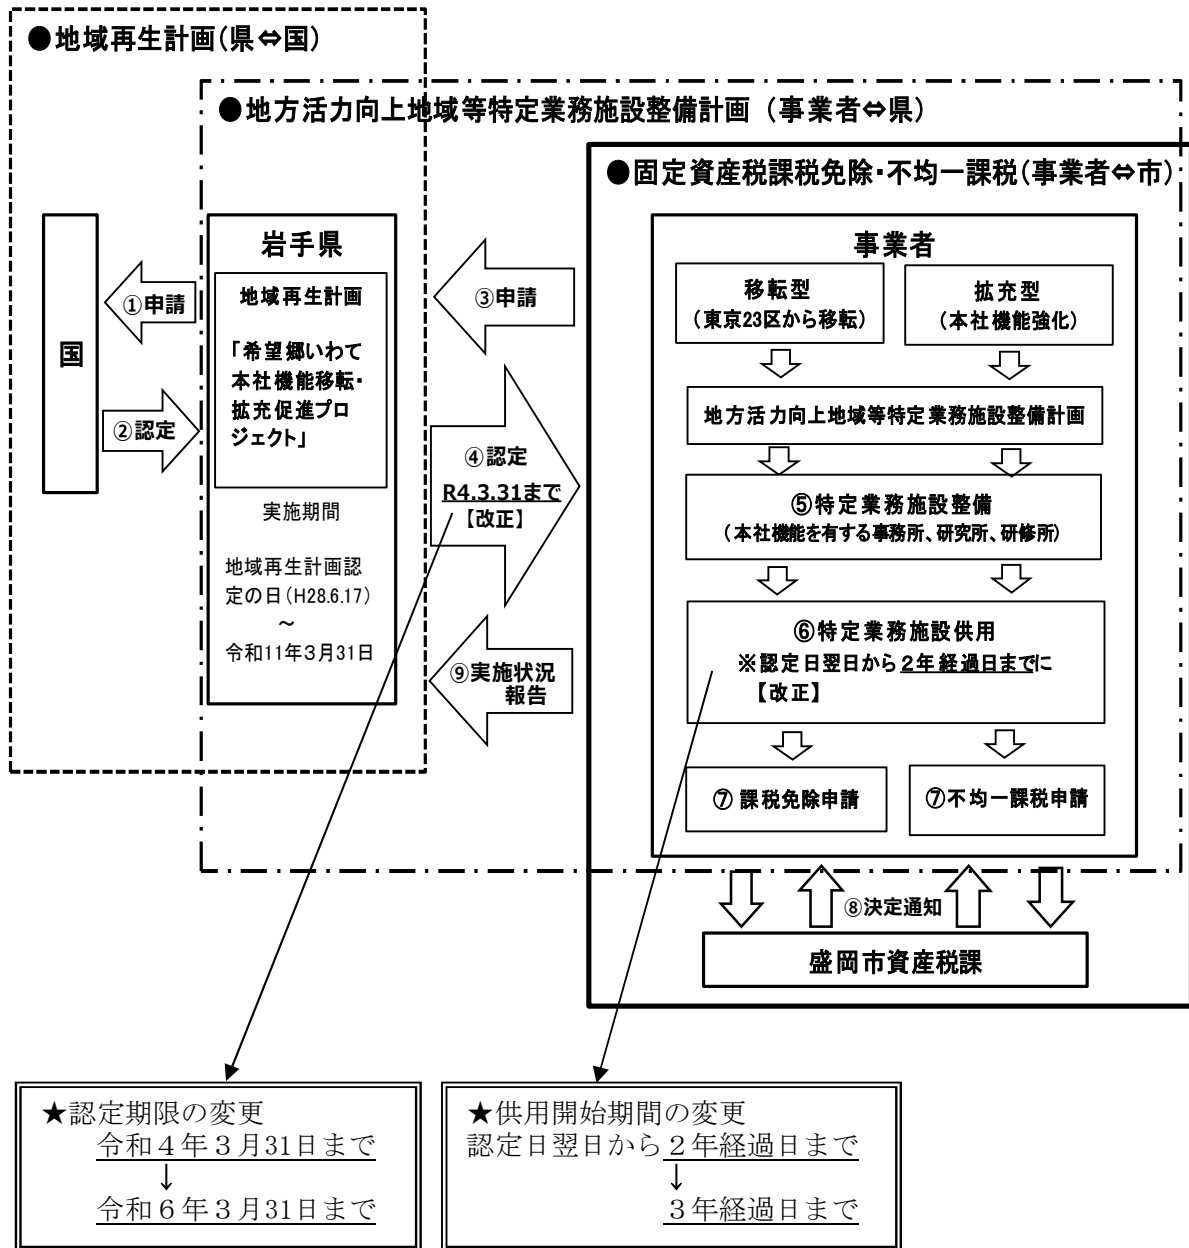 ●地域再生計画(県⇔国)
●地方活力向上地域等特定業務施設整備計画（事業者⇔県）
●固定資産税課税免除・不均一課税(事業者⇔市)
国
①申請
②認定
岩手県
地域再生計画
「希望郷いわて
本社機能移転・
拡充促進プロ
ジェクト」
実施期間
地域再生計画認
定の日(H28.6.17)
～
令和11年３月31日
③申請
④認定
R4.3.31まで
【改正】
⑨実施状況
報告
事業者
移転型
(東京23区から移転)
拡充型
(本社機能強化)
地方活力向上地域等特定業務施設整備計画
⑤特定業務施設整備
(本社機能を有する事務所、研究所、研修所)
⑥特定業務施設供用
※認定日翌日から２年経過日までに
【改正】
⑦課税免除申請
⑦不均一課税申請
⑧決定通知
盛岡市資産税課
★認定期限の変更
令和４年３月31日まで
↓
令和６年３月31日まで
★供用開始期間の変更
認定日翌日から２年経過日まで
↓
３年経過日まで